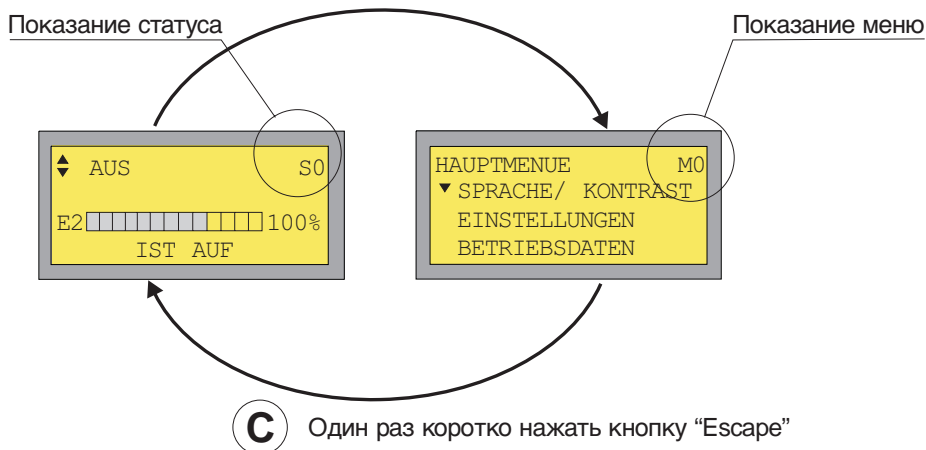 Показание статуса
Показание меню
AUS S0
E2 100%
IST AUF
HAUPTMENUE M0
SPRACHE/ KONTRAST
EINSTELLUNGEN
BETRIEBSDATEN
C Один раз коротко нажать кнопку “Escape”